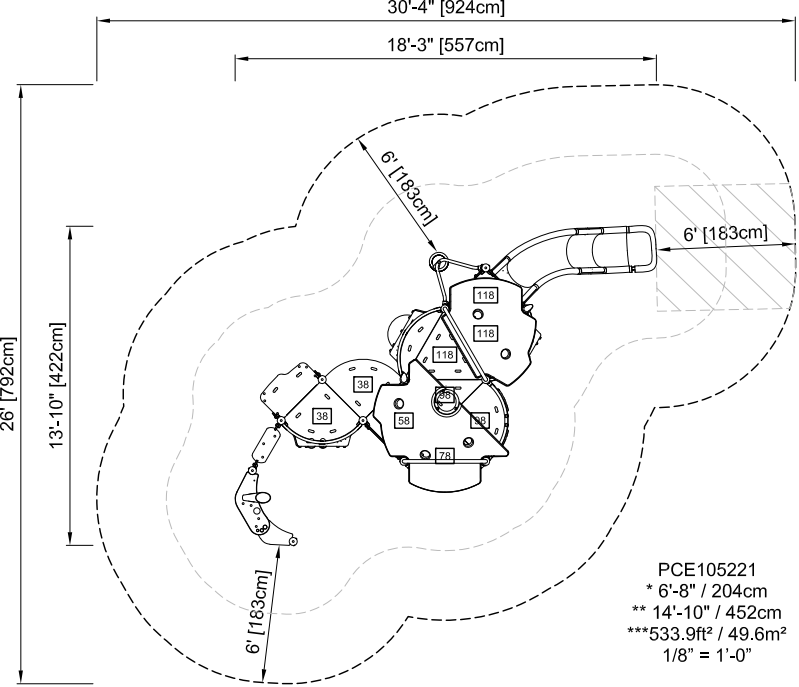 30'-4" [924cm]
18'-3" [557cm]
6' [183cm]
6' [183cm]
26' [792cm]
13'-10" [422cm]
118
118
118
38
38
98
58
98
78
6' [183cm]
PCE105221
* 6'-8" / 204cm
** 14'-10" / 452cm
***533.9ft² / 49.6m²
1/8” = 1’-0”